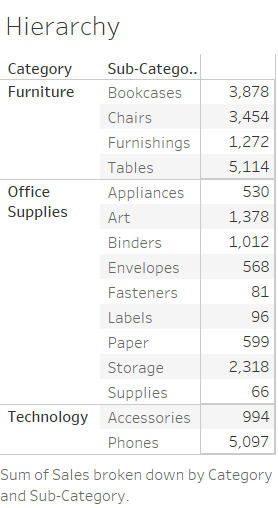 Hierarchy
Category Sub-Catego..
Furniture Bookcases 3,878
Chairs 3,454
Furnishings 1,272
Tables 5,114
Office Supplies Appliances 530
Art 1,378
Binders 1,012
Envelopes 568
Fasteners 81
Labels 96
Paper 599
Storage 2,318
Supplies 66
Technology Accessories 994
Phones 5,097
Sum of Sales broken down by Category
and Sub-Category.